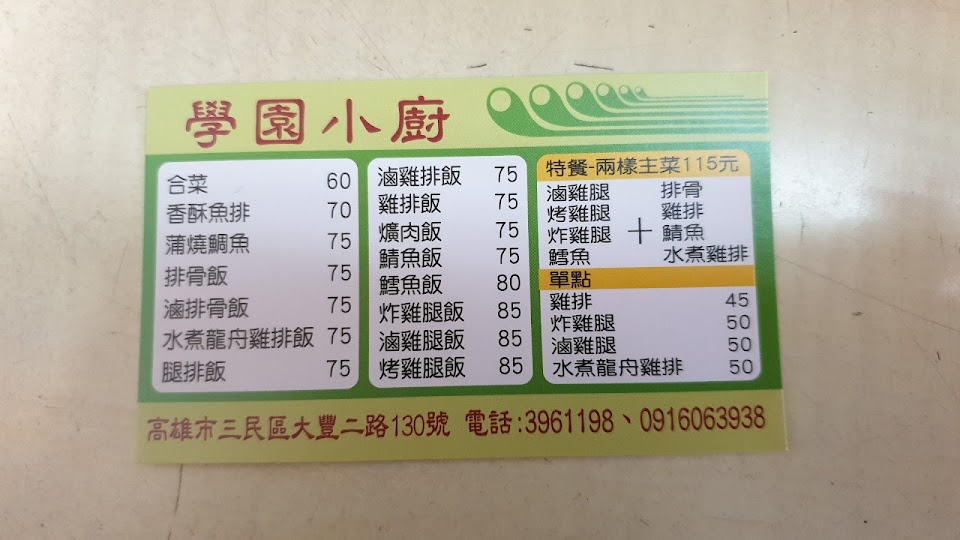 學園小廚
合菜 60
香酥魚排 70
蒲燒鯛魚 75
排骨飯 75
滷排骨飯 75
水煮龍舟雞排飯 75
腿排飯 75
滷雞排飯 75
雞排飯 75
爌肉飯 75
鯖魚飯 75
鱈魚飯 80
炸雞腿飯 85
滷雞腿飯 85
烤雞腿飯 85
特餐-兩樣主菜115元
滷雞腿 排骨
烤雞腿 雞排
炸雞腿 + 鯖魚
鱈魚 水煮雞排
單點
雞排 45
炸雞腿 50
滷雞腿 50
水煮龍舟雞排 50
高雄市三民區大豐二路130號 電話:3961198、0916063938